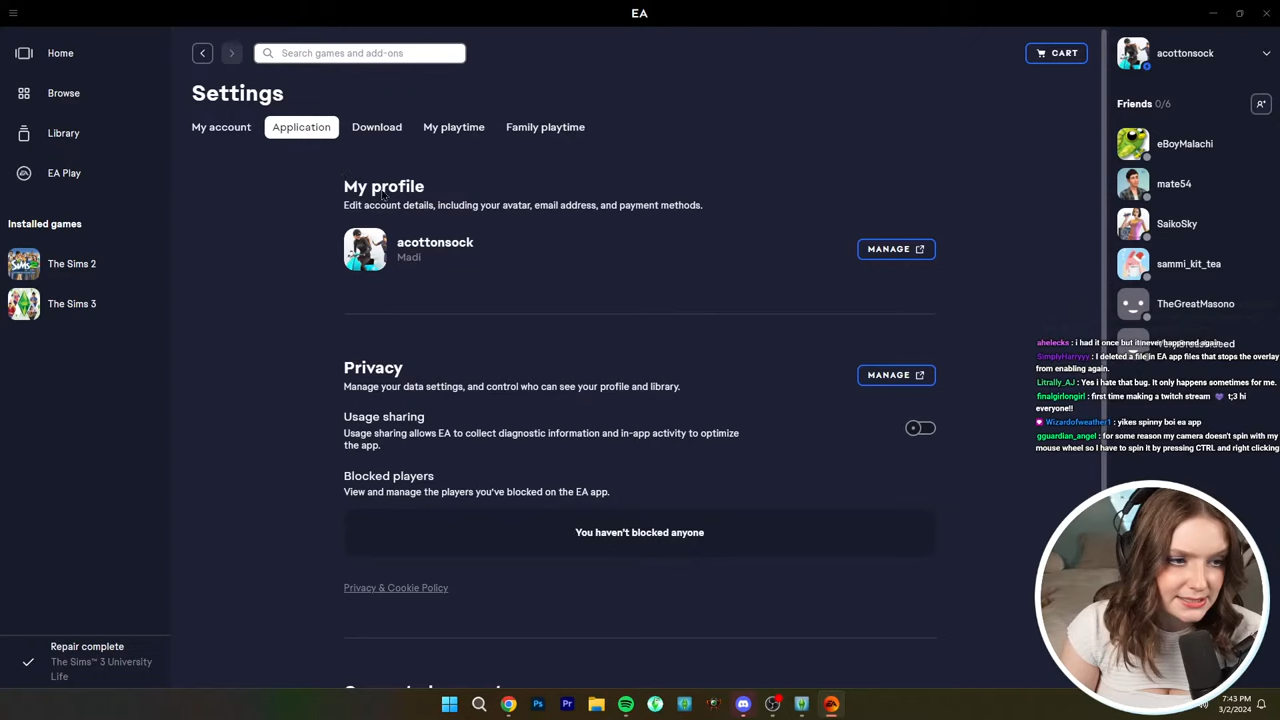 EA
Home
Browse
Library
EA Play
Installed games
The Sims 2
The Sims 3
Repair complete
The Sims™ 3 University
Life
Search games and add-ons
CART
Settings
My account
Application
Download
My playtime
Family playtime
My profile
Edit account details, including your avatar, email address, and payment methods.
acottonsock
Madi
MANAGE
Privacy
Manage your data settings, and control who can see your profile and library.
MANAGE
Usage sharing
Usage sharing allows EA to collect diagnostic information and in-app activity to optimize
the app.
Blocked players
View and manage the players you've blocked on the EA app.
You haven't blocked anyone
Privacy & Cookie Policy
acottonsock
Friends 0/6
eBoyMalachi
mate54
SaikoSky
sammi_kit_tea
TheGreatMasono
ahelecks : i had it once but it never happened again
SimplyHarryyy : I deleted a file in EA app files that stops the overlay
from enabling again.
Litrally_AJ : Yes i hate that bug. It only happens sometimes for me.
finalgirlongirl : first time making a twitch stream 💜 t;3 hi
everyone!!
Wizardofweather1 : yikes spinny boi ea app
gguardian_angel : for some reason my camera doesn't spin with my
mouse wheel so I have to spin it by pressing CTRL and right clicking
7:43 PM
3/2/2024